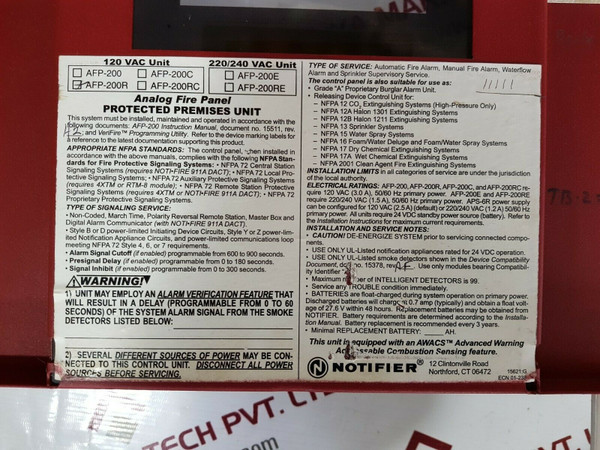 120 VAC Unit 220/240 VAC Unit
AFP-200 AFP-200C AFP-200E
AFP-200R AFP-200RC AFP-200RE
Analog Fire Panel
PROTECTED PREMISES UNIT
This system must be installed, maintained and operated in accordance with the
following documents: AFP-200 Instruction Manual, document no. 15511, rev.
A2, and VeriFire™ Programming Utility. Refer to the device marking labels for
a reference to the latest documentation supporting this product.
APPROPRIATE NFPA STANDARDS: The control panel, when installed in
accordance with the above manuals, complies with the following NFPA Stan-
dards for Fire Protective Signaling Systems: • NFPA 72 Central Station
Signaling Systems (requires NOTI-FIRE 911A DACT); • NFPA 72 Local Pro-
tective Signaling Systems; • NFPA 72 Auxiliary Protective Signaling Systems
(requires 4XTM or RTM-8 module); • NFPA 72 Remote Station Protective
Signaling Systems (requires 4XTM or NOTI-FIRE 911A DACT); • NFPA 72
Proprietary Protective Signaling Systems.
TYPE OF SIGNALING SERVICE:
• Non-Coded, March Time, Polarity Reversal Remote Station, Master Box and
Digital Alarm Communicator (with NOTI-FIRE 911A DACT).
• Style B or D power-limited Initiating Device Circuits, Style Y or Z power-lim-
ited Notification Appliance Circuits, and power-limited communications loop
meeting NFPA 72 Style 4, 6, or 7 requirements.
• Alarm Signal Cutoff (if enabled) programmable from 600 to 900 seconds.
• Presignal Delay (if enabled) programmable from 0 to 180 seconds.
• Signal Inhibit (if enabled) programmable from 0 to 300 seconds.
WARNING!
1) UNIT MAY EMPLOY AN ALARM VERIFICATION FEATURE THAT
WILL RESULT IN A DELAY (PROGRAMMABLE FROM 0 TO 60
SECONDS) OF THE SYSTEM ALARM SIGNAL FROM THE SMOKE
DETECTORS LISTED BELOW:
2) SEVERAL DIFFERENT SOURCES OF POWER MAY BE CON-
NECTED TO THIS CONTROL UNIT. DISCONNECT ALL POWER
SOURCES BEFORE SERVICING.
TYPE OF SERVICE: Automatic Fire Alarm, Manual Fire Alarm, Waterflow
Alarm and Sprinkler Supervisory Service.
The control panel is also suitable for use as:
• Grade "A" Proprietary Burglar Alarm Unit.
• Releasing Device Control Unit for:
– NFPA 12 CO2 Extinguishing Systems (High-Pressure Only)
– NFPA 12A Halon 1301 Extinguishing Systems
– NFPA 12B Halon 1211 Extinguishing Systems
– NFPA 13 Sprinkler Systems
– NFPA 15 Water Spray Systems
– NFPA 16 Foam/Water Deluge and Foam/Water Spray Systems
– NFPA 17 Dry Chemical Extinguishing Systems
– NFPA 17A Wet Chemical Extinguishing Systems
– NFPA 2001 Clean Agent Fire Extinguishing Systems
INSTALLATION LIMITS in all categories of service are under the jurisdiction
of the local authority.
ELECTRICAL RATINGS: AFP-200, AFP-200R, AFP-200C, and AFP-200RC re-
quire 120 VAC (3.0 A), 50/60 Hz primary power. AFP-200E and AFP-200RE
require 220/240 VAC (1.5 A), 50/60 Hz primary power. APS-6R power supply
can be configured for 120 VAC (2.5 A) (default) or 220/240 VAC (1.2 A) 50/60 Hz
primary power. All units require 24 VDC standby power source (battery). Refer to
the Installation Instructions for maximum current requirements.
INSTALLATION AND SERVICE NOTES:
• CAUTION! DE-ENERGIZE SYSTEM PRIOR to servicing connected compo-
nents.
• USE ONLY UL-Listed notification appliances rated for 24 VDC operation.
• USE ONLY UL-Listed smoke detectors shown in the Device Compatibility
Document, no. 15378, rev. Use only modules bearing Compatibil-
ity Identifier
• Maximum number of INTELLIGENT DETECTORS is 99.
• Service any TROUBLE condition immediately.
• BATTERIES are float-charged during system operation on primary power.
Discharged batteries will charge 0.7 amp (typical) and obtain a float volt-
age of 27.6 V within 48 hours. Replacement batteries may be obtained from
NOTIFIER. Battery requirements are determined according to the Installa-
tion Manual. Battery replacement is recommended every 3 years.
• Minimal REPLACEMENT BATTERY: AH.
This unit is equipped with an AWACS™ Advanced Warning
Addressable Combustion Sensing feature.
NOTIFIER®
12 Clintonville Road
Northford, CT 06472
TECH PVT. LT
MA